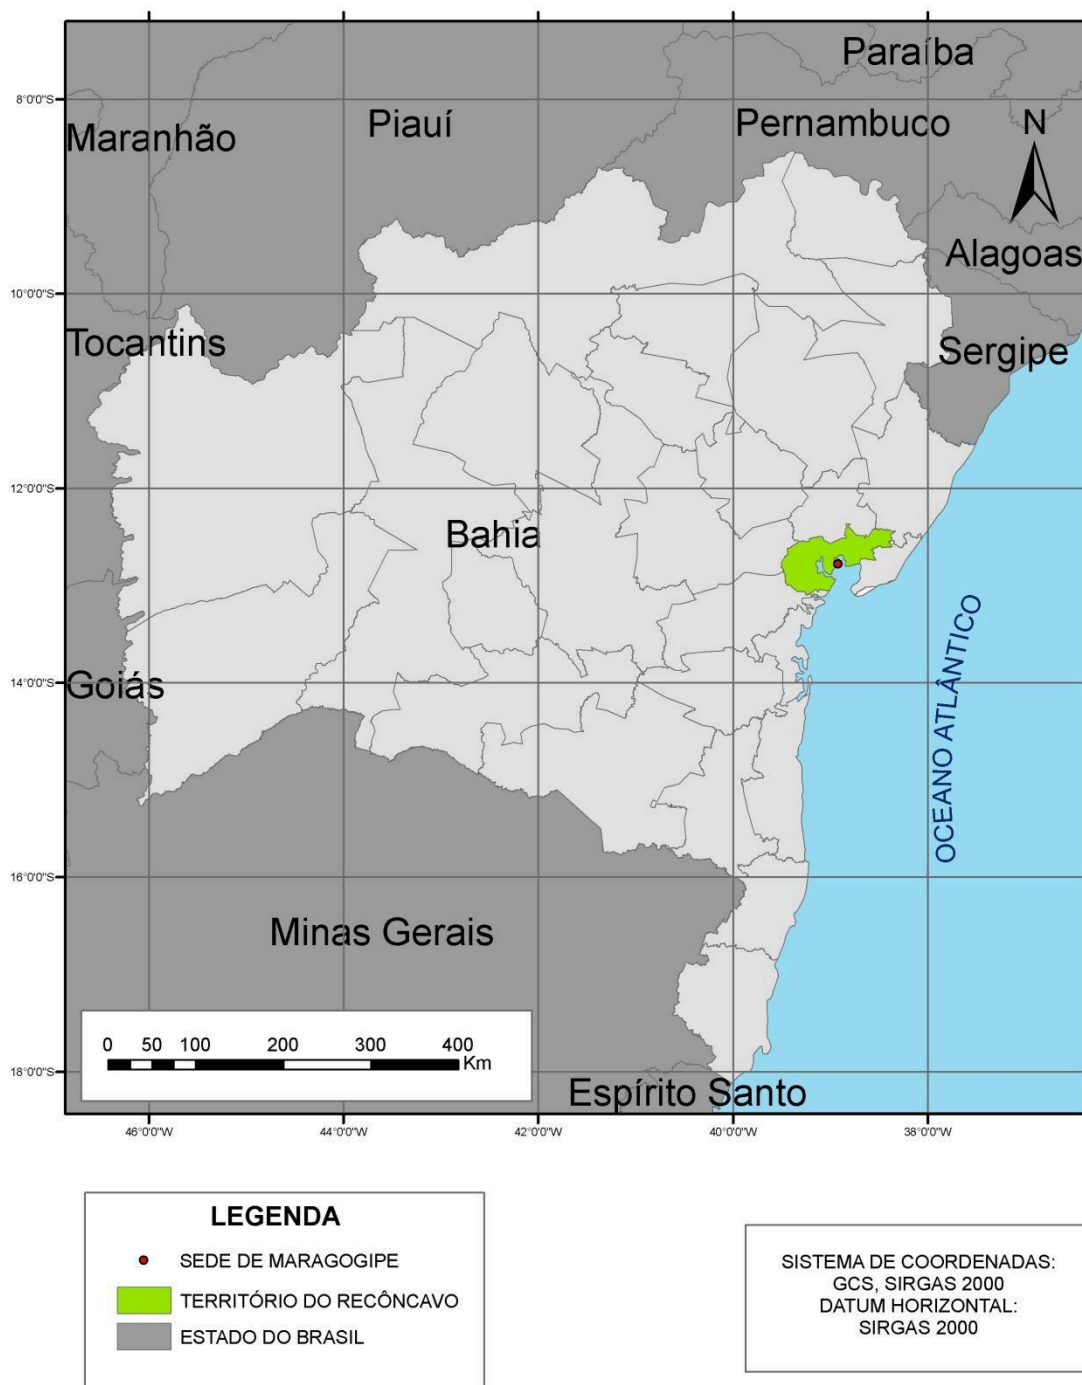 Paraíba
Piauí
Pernambuco
N
Maranhão
8°0'0"S
Alagoas
10°0'0"S
Tocantins
Sergipe
12°0'0"S
Bahia
OCEANO ATLÂNTICO
Goiás
14°0'0"S
16°0'0"S
Minas Gerais
0 50 100 200 300 400
Km
18°0'0"S
Espírito Santo
46°0'0"W 44°0'0"W 42°0'0"W 40°0'0"W 38°0'0"W
LEGENDA
SEDE DE MARAGOGIPE
TERRITÓRIO DO RECÔNCAVO
ESTADO DO BRASIL
SISTEMA DE COORDENADAS:
GCS, SIRGAS 2000
DATUM HORIZONTAL:
SIRGAS 2000